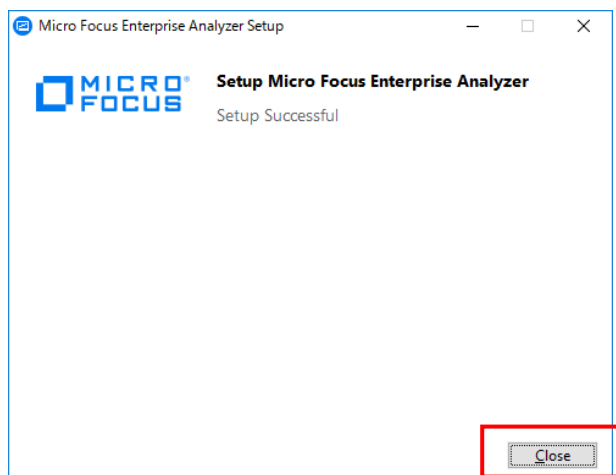 Micro Focus Enterprise Analyzer Setup
MICRO®
FOCUS
Setup Micro Focus Enterprise Analyzer
Setup Successful
Close